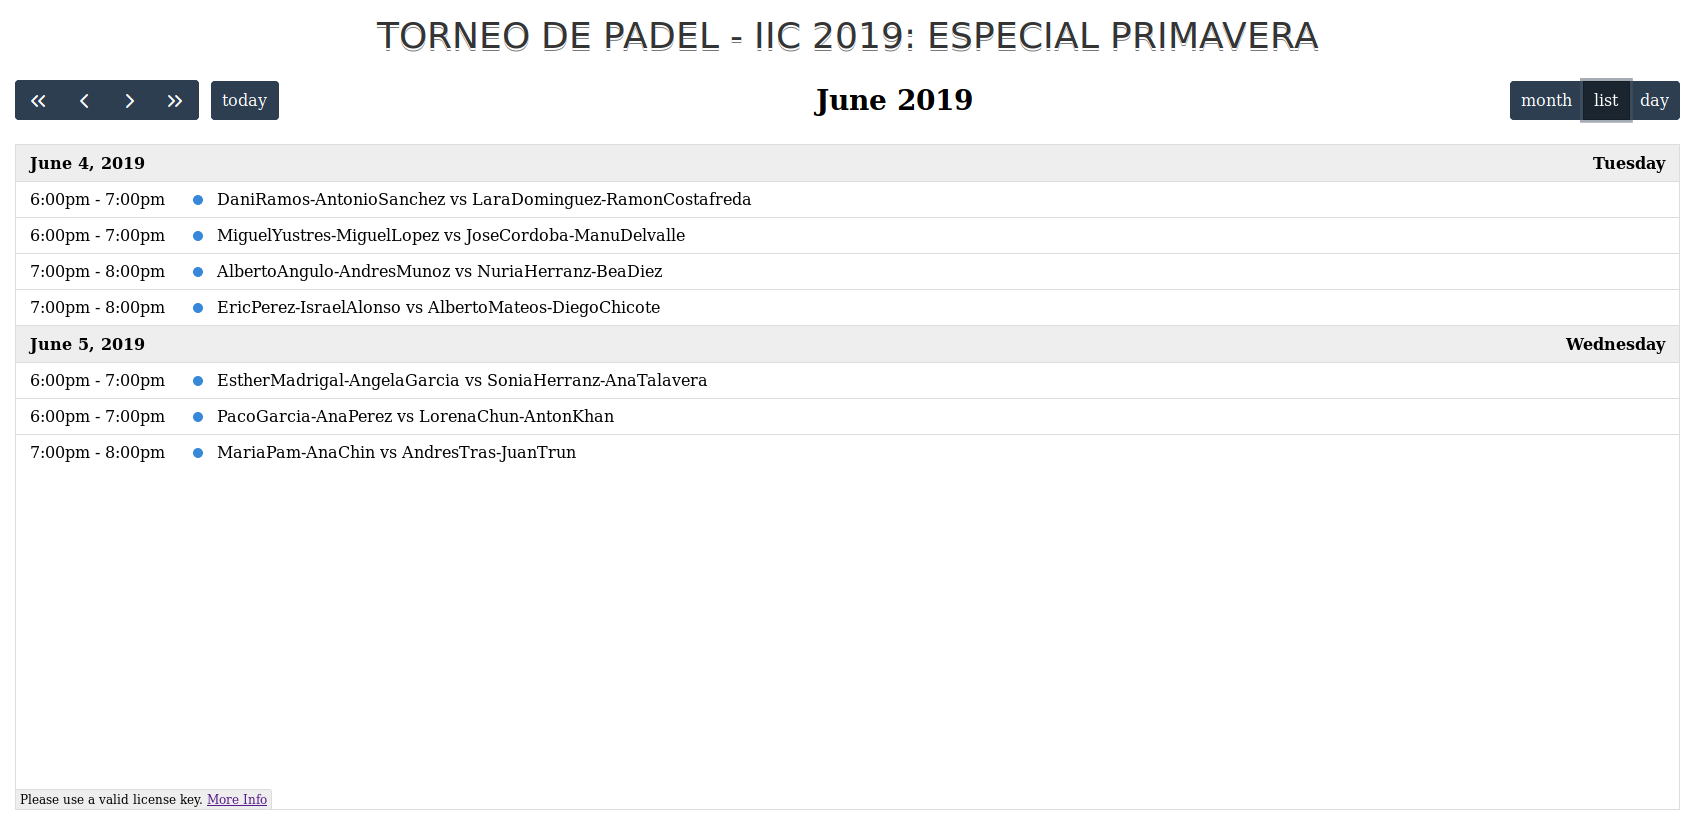 TORNEO DE PADEL - IIC 2019: ESPECIAL PRIMAVERA
today June 2019 month list day
June 4, 2019 Tuesday
6:00pm - 7:00pm DaniRamos-AntonioSanchez vs LaraDominguez-RamonCostafreda
6:00pm - 7:00pm MiguelYustres-MiguelLopez vs JoseCordoba-ManuDelvalle
7:00pm - 8:00pm AlbertoAngulo-AndresMunoz vs NuriaHerranz-BeaDiez
7:00pm - 8:00pm EricPerez-IsraelAlonso vs AlbertoMateos-DiegoChicote
June 5, 2019 Wednesday
6:00pm - 7:00pm EstherMadrigal-AngelaGarcia vs SoniaHerranz-AnaTalavera
6:00pm - 7:00pm PacoGarcia-AnaPerez vs LorenaChun-AntonKhan
7:00pm - 8:00pm MariaPam-AnaChin vs AndresTras-JuanTrun
Please use a valid license key. More Info